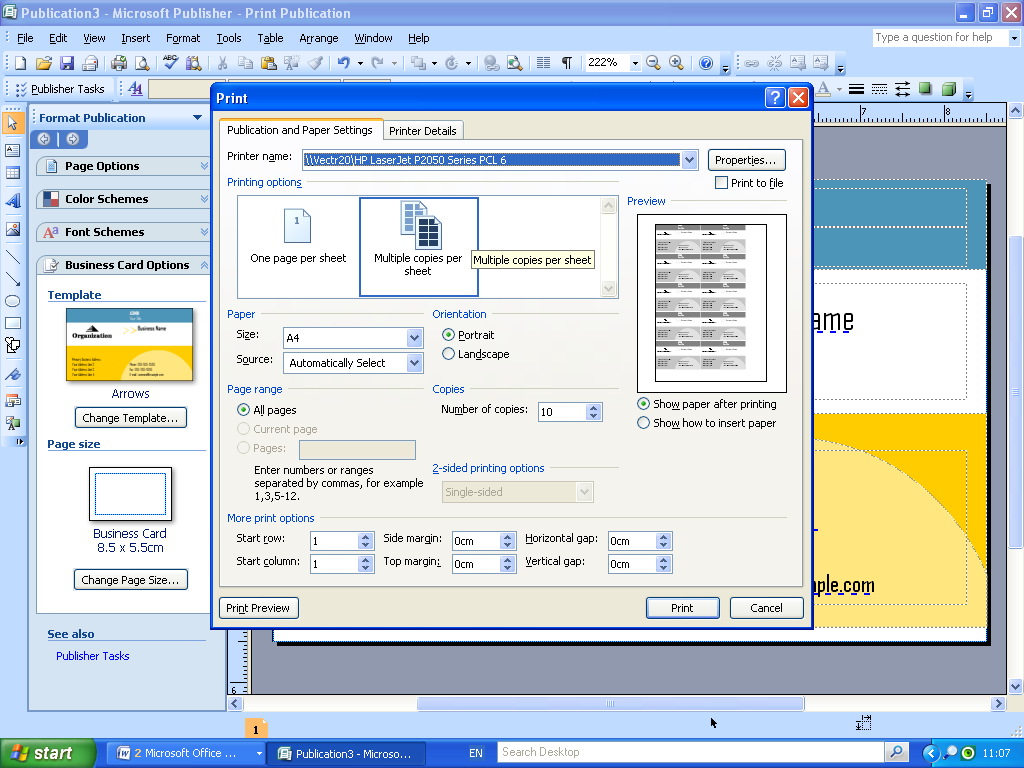 Publication3 - Microsoft Publisher - Print Publication
File Edit View Insert Format Tools Table Arrange Window Help
Type a question for help
222%
Publisher Tasks
Format Publication
Page Options
Color Schemes
Font Schemes
Business Card Options
Template
Organization
Business Name
Arrows
Change Template...
Page size
Business Card
8.5 x 5.5cm
Change Page Size...
See also
Publisher Tasks
Print
Publication and Paper Settings
Printer Details
Printer name:
\\Vectr20\HP LaserJet P2050 Series PCL 6
Properties...
Print to file
Printing options
1
One page per sheet
Multiple copies per
sheet
Multiple copies per sheet
Preview
Paper
Size:
A4
Source:
Automatically Select
Orientation
Portrait
Landscape
Page range
All pages
Current page
Pages:
Enter numbers or ranges
separated by commas, for example
1,3,5-12.
Copies
Number of copies:
10
Show paper after printing
Show how to insert paper
2-sided printing options
Single-sided
More print options
Start row:
1
Side margin:
0cm
Horizontal gap:
0cm
Start column:
1
Top margin:
0cm
Vertical gap:
0cm
Print Preview
Print
Cancel
7
8
ame
ple.com
6
1
start
2 Microsoft Office ...
Publication3 - Microso...
EN
Search Desktop
11:07